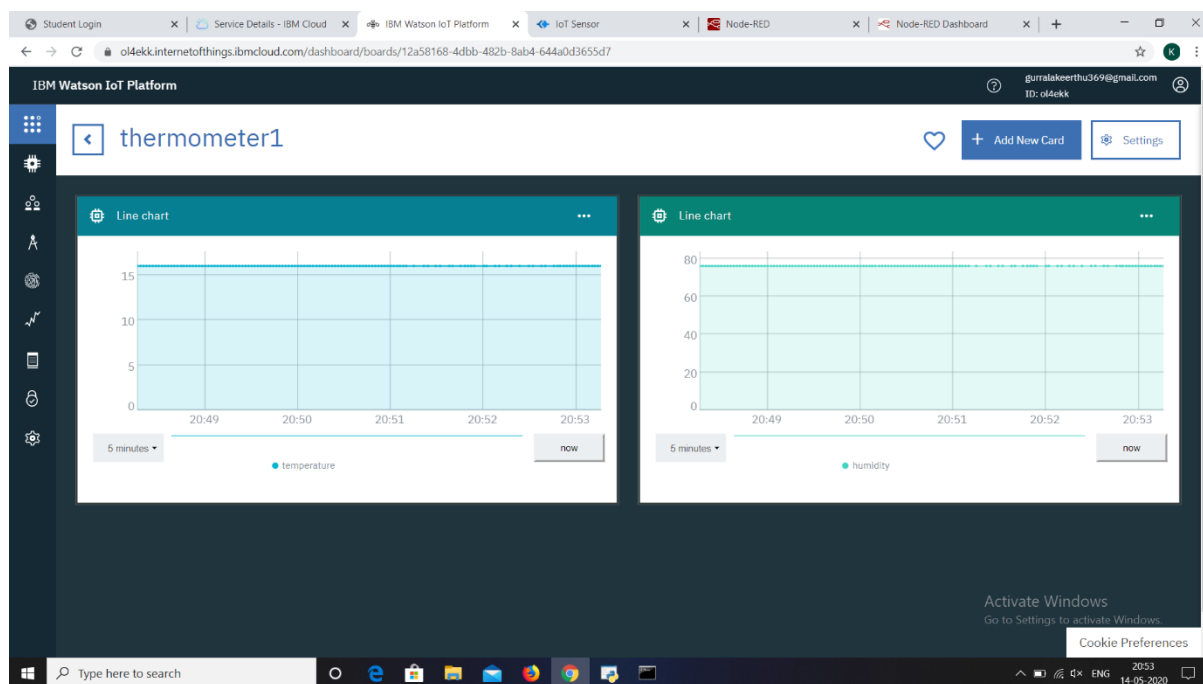 Student Login
Service Details - IBM Cloud
IBM Watson IoT Platform
IoT Sensor
Node-RED
Node-RED Dashboard
ol4ekk.internetofthings.ibmcloud.com/dashboard/boards/12a58168-4dbb-482b-8ab4-644a0d3655d7
K
IBM Watson IoT Platform
gurralakeerthu369@gmail.com
ID: ol4ekk
thermometer1
+ Add New Card
Settings
Line chart
15
10
5
0
20:49 20:50 20:51 20:52 20:53
5 minutes
now
temperature
Line chart
80
60
40
20
0
20:49 20:50 20:51 20:52 20:53
5 minutes
now
humidity
Activate Windows
Go to Settings to activate Windows.
Cookie Preferences
Type here to search
ENG
20:53
14-05-2020